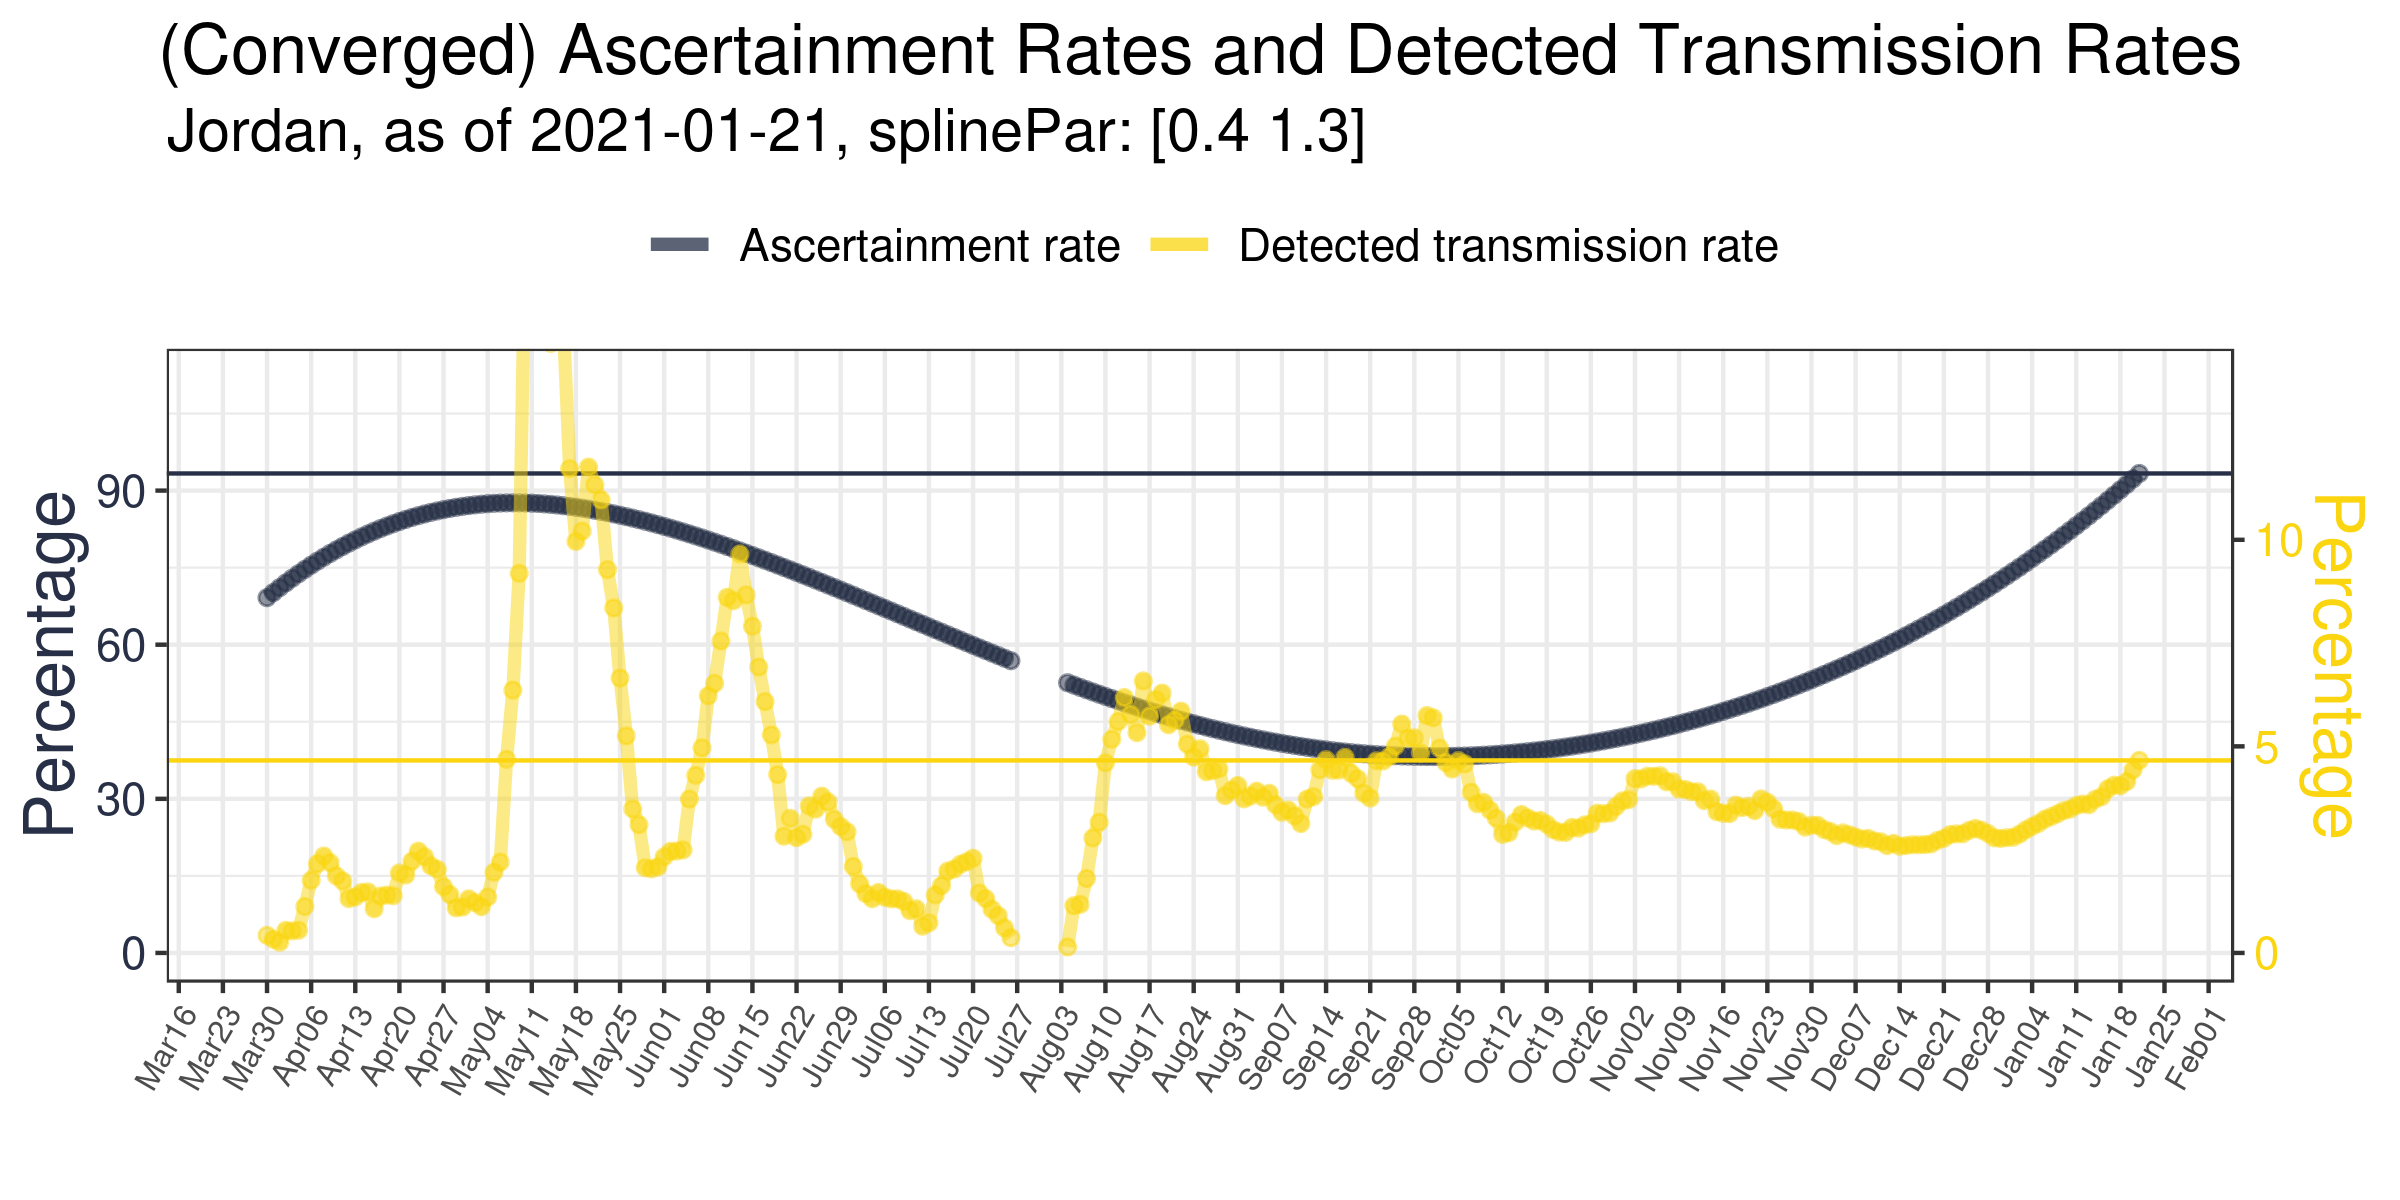 (Converged) Ascertainment Rates and Detected Transmission Rates
Jordan, as of 2021-01-21, splinePar: [0.4 1.3]
Ascertainment rate Detected transmission rate
Percentage
90
60
30
0
10
5
0
Percentage
Mar16 Mar23 Mar30 Apr06 Apr13 Apr20 Apr27 May04 May11 May18 May25 Jun01 Jun08 Jun15 Jun22 Jun29 Jul06 Jul13 Jul20 Jul27 Aug03 Aug10 Aug17 Aug24 Aug31 Sep07 Sep14 Sep21 Sep28 Oct05 Oct12 Oct19 Oct26 Nov02 Nov09 Nov16 Nov23 Nov30 Dec07 Dec14 Dec21 Dec28 Jan04 Jan11 Jan18 Jan25 Feb01